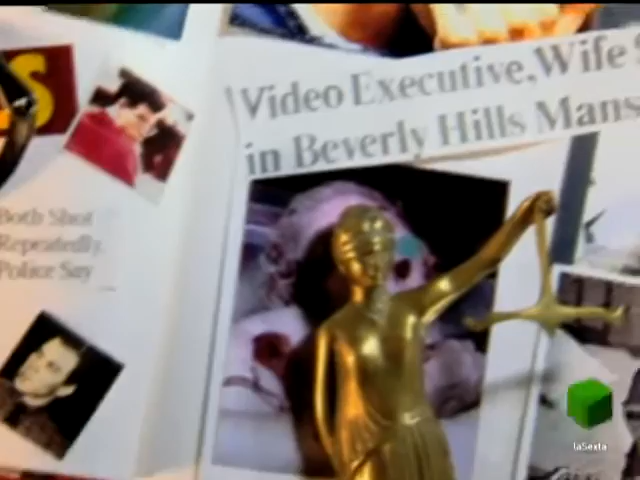 Video Executive, Wife
in Beverly Hills Mans
Both Shot
Repeatedly,
Police Say
laSexta